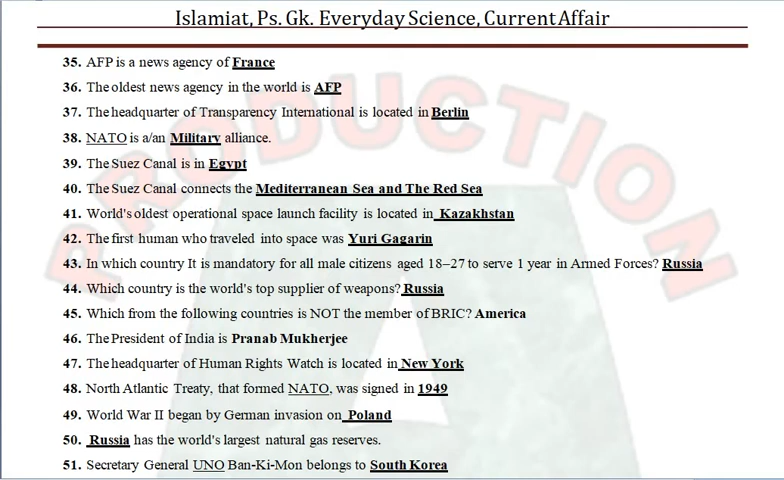 Islamiat, Ps. Gk. Everyday Science, Current Affair
35. AFP is a news agency of France
36. The oldest news agency in the world is AFP
37. The headquarter of Transparency International is located in Berlin
38. NATO is a/an Military alliance.
39. The Suez Canal is in Egypt
40. The Suez Canal connects the Mediterranean Sea and The Red Sea
41. World's oldest operational space launch facility is located in Kazakhstan
42. The first human who traveled into space was Yuri Gagarin
43. In which country It is mandatory for all male citizens aged 18–27 to serve 1 year in Armed Forces? Russia
44. Which country is the world's top supplier of weapons? Russia
45. Which from the following countries is NOT the member of BRIC? America
46. The President of India is Pranab Mukherjee
47. The headquarter of Human Rights Watch is located in New York
48. North Atlantic Treaty, that formed NATO, was signed in 1949
49. World War II began by German invasion on Poland
50. Russia has the world's largest natural gas reserves.
51. Secretary General UNO Ban-Ki-Mon belongs to South Korea
PRODUCTION